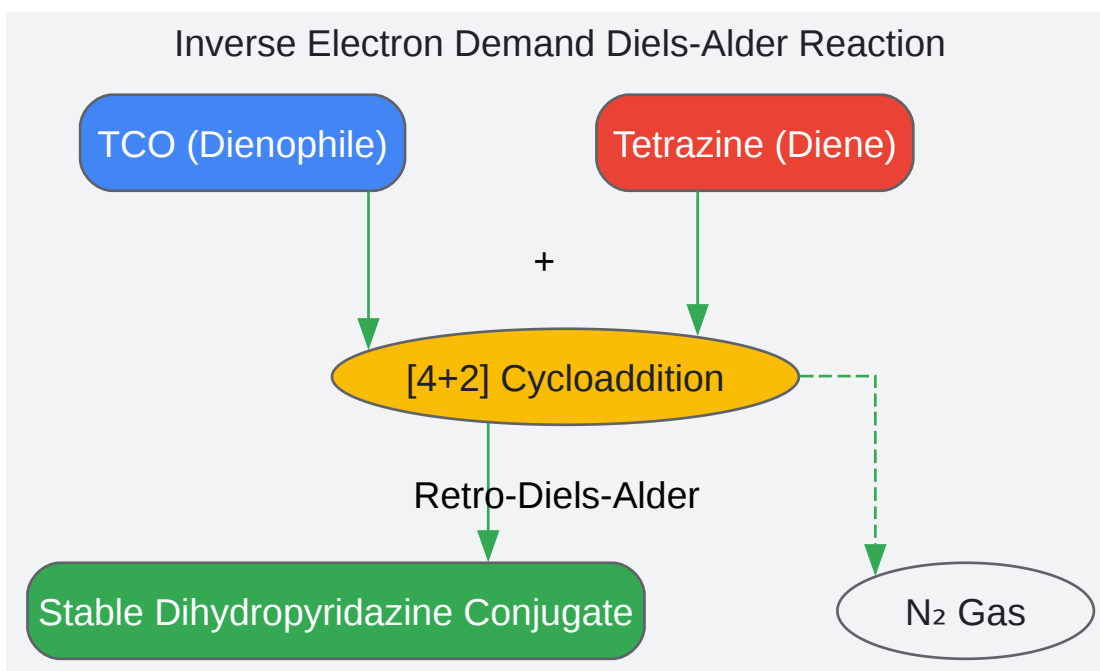 Inverse Electron Demand Diels-Alder Reaction
TCO (Dienophile)
Tetrazine (Diene)
+
[4+2] Cycloaddition
Retro-Diels-Alder
Stable Dihydropyridazine Conjugate
N₂ Gas